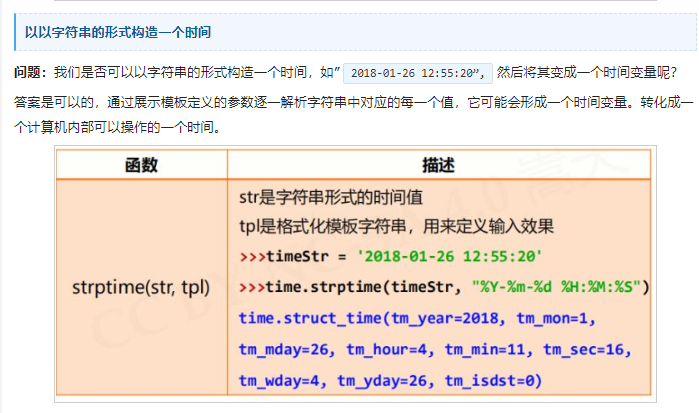 以以字符串的形式构造一个时间
问题：我们是否可以以字符串的形式构造一个时间，如” 2018-01-26 12:55:20”, 然后将其变成一个时间变量呢？
答案是可以的，通过展示模板定义的参数逐一解析字符串中对应的每一个值，它可能会形成一个时间变量。转化成一
个计算机内部可以操作的一个时间。
函数 描述
str是字符串形式的时间值
tpl是格式化模板字符串，用来定义输入效果
>>>timeStr = '2018-01-26 12:55:20'
strptime(str, tpl) >>>time.strptime(timeStr, "%Y-%m-%d %H:%M:%S")
time.struct_time(tm_year=2018, tm_mon=1,
tm_mday=26, tm_hour=4, tm_min=11, tm_sec=16,
tm_wday=4, tm_yday=26, tm_isdst=0)